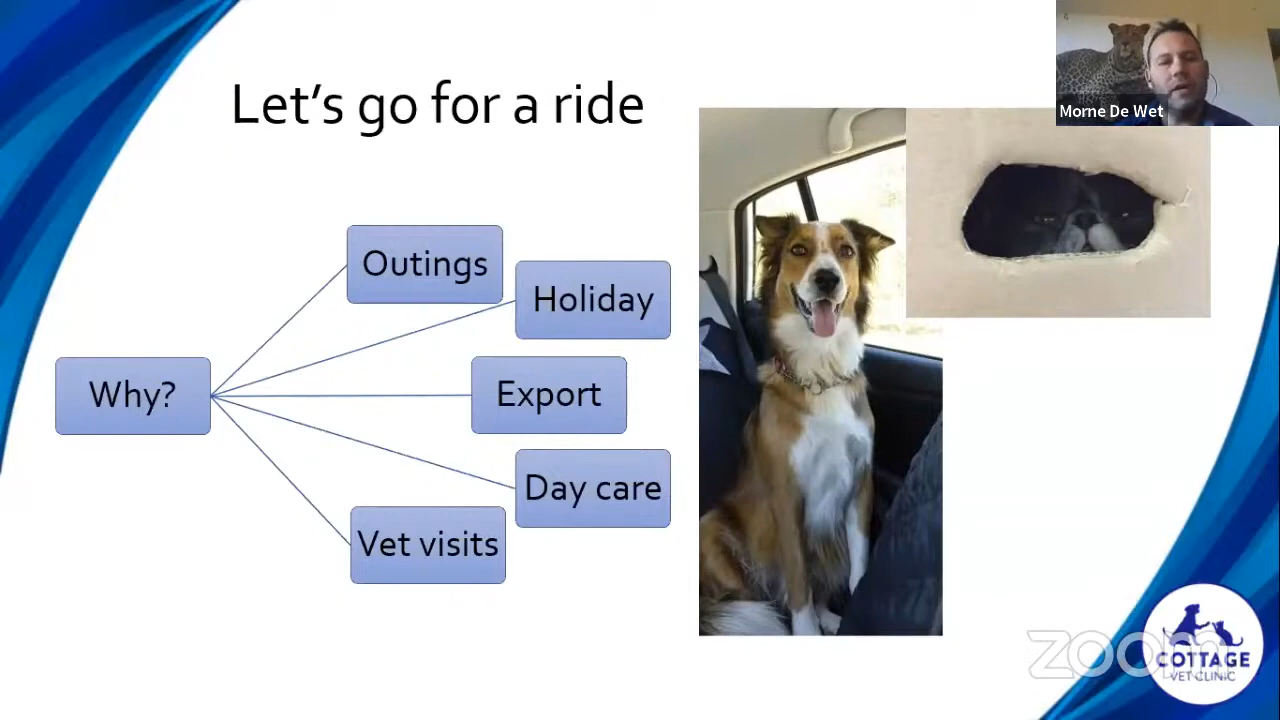 Let's go for a ride
Morne De Wet
Outings
Holiday
Why?
Export
Day care
Vet visits
zoom
COTTAGE
VET CLINIC